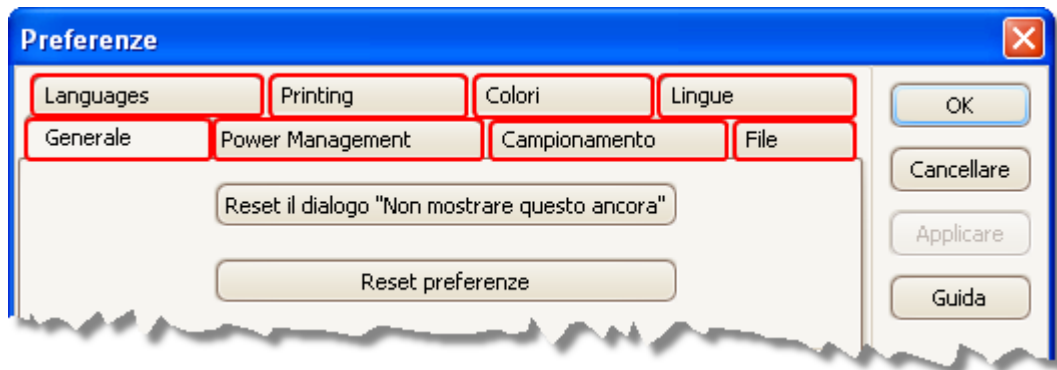 Preferenze
Languages Printing Colori Lingue
OK
Generale Power Management Campionamento File
Cancellare
Reset il dialogo "Non mostrare questo ancora"
Applicare
Reset preferenze
Guida